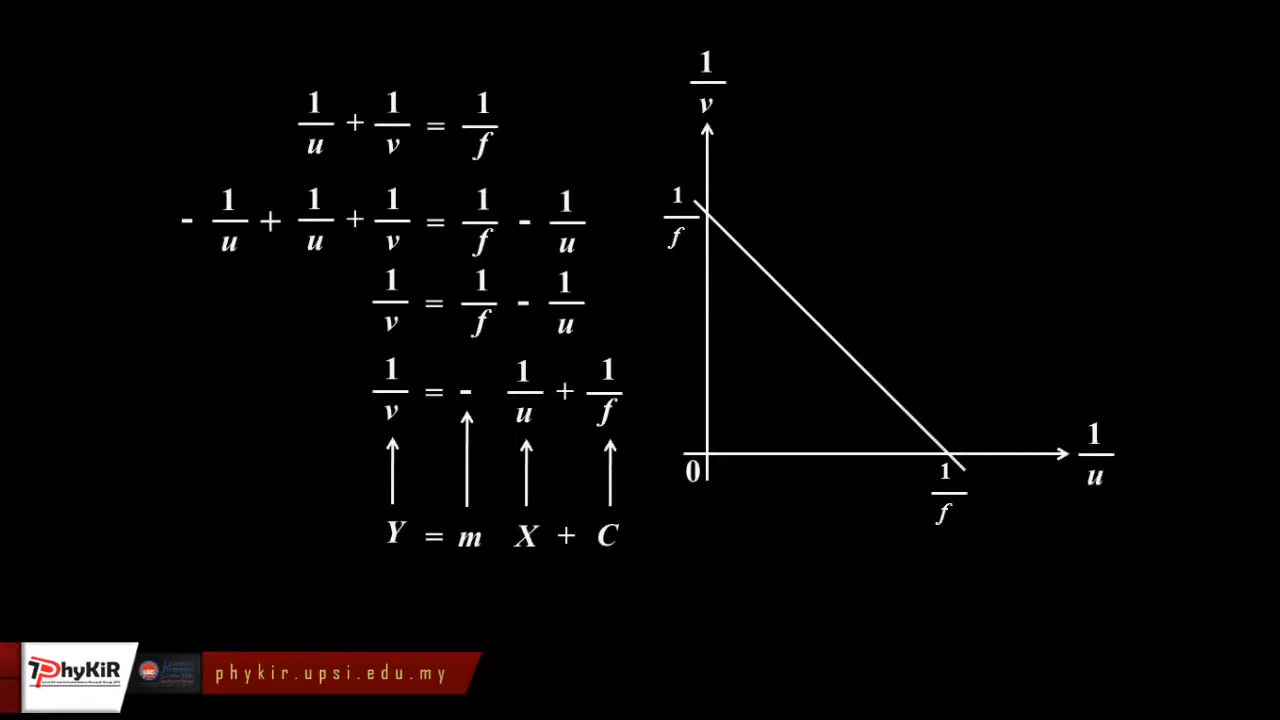 1/u + 1/v = 1/f
- 1/u + 1/u + 1/v = 1/f - 1/u
1/v = 1/f - 1/u
1/v = - 1/u + 1/f
Y = m X + C
1/v
1/f
0
1/f
1/u
PhyKiR
phykir.upsi.edu.my